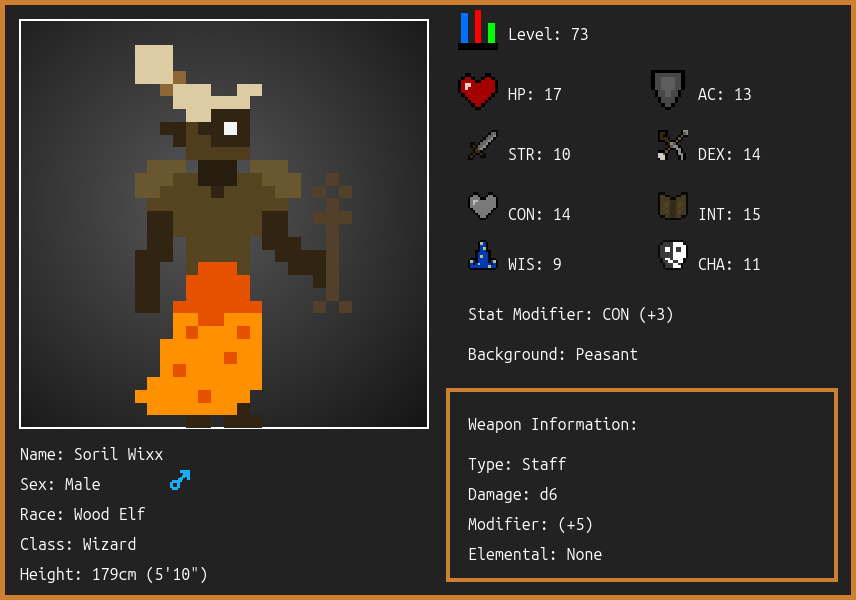 Level: 73
HP: 17
AC: 13
STR: 10
DEX: 14
CON: 14
INT: 15
WIS: 9
CHA: 11
Stat Modifier: CON (+3)
Background: Peasant
Weapon Information:
Type: Staff
Damage: d6
Modifier: (+5)
Elemental: None
Name: Soril Wixx
Sex: Male
Race: Wood Elf
Class: Wizard
Height: 179cm (5'10")